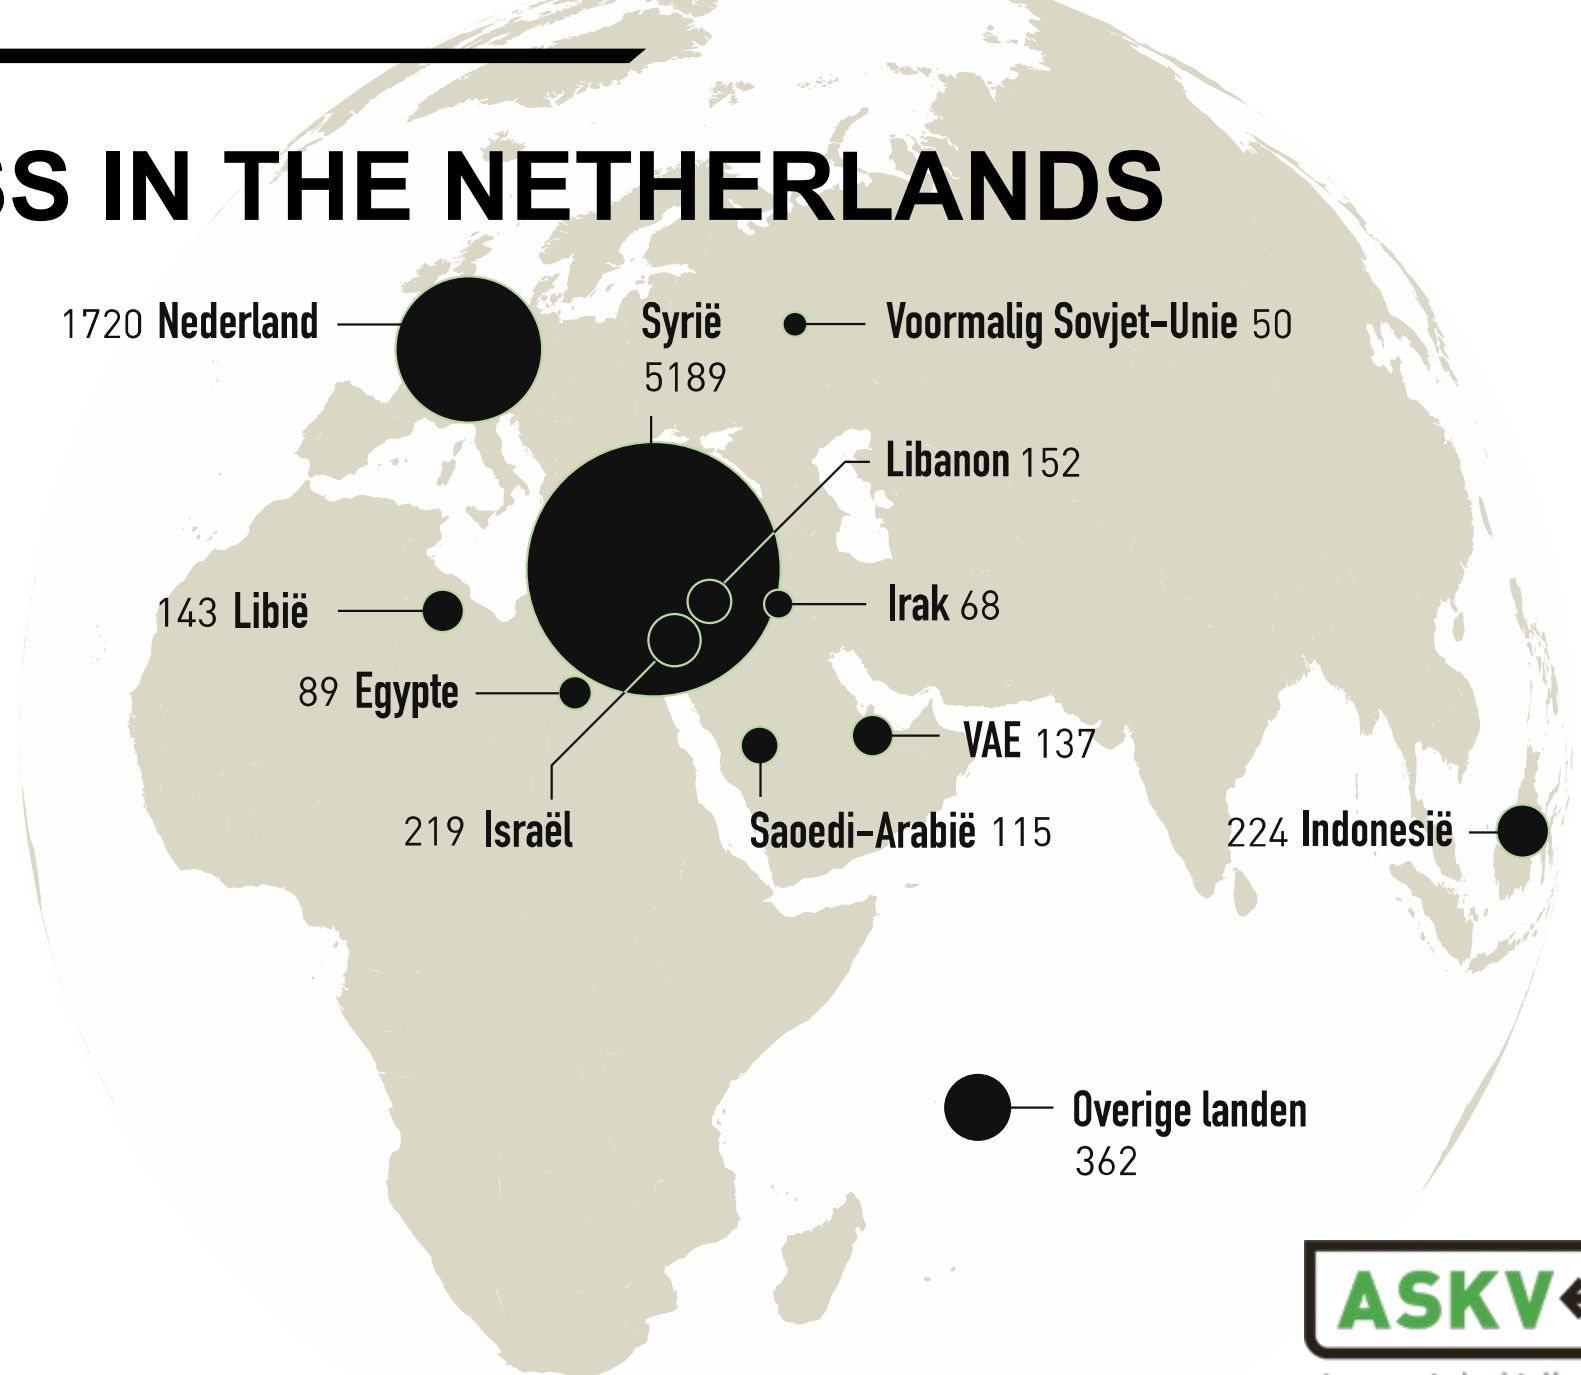 SS IN THE NETHERLANDS
1720 Nederland
Syrië
5189
Voormalig Sovjet-Unie 50
Libanon 152
143 Libië
Irak 68
89 Egypte
VAE 137
219 Israël
Saoedi-Arabië 115
224 Indonesië
Overige landen
362
ASKV